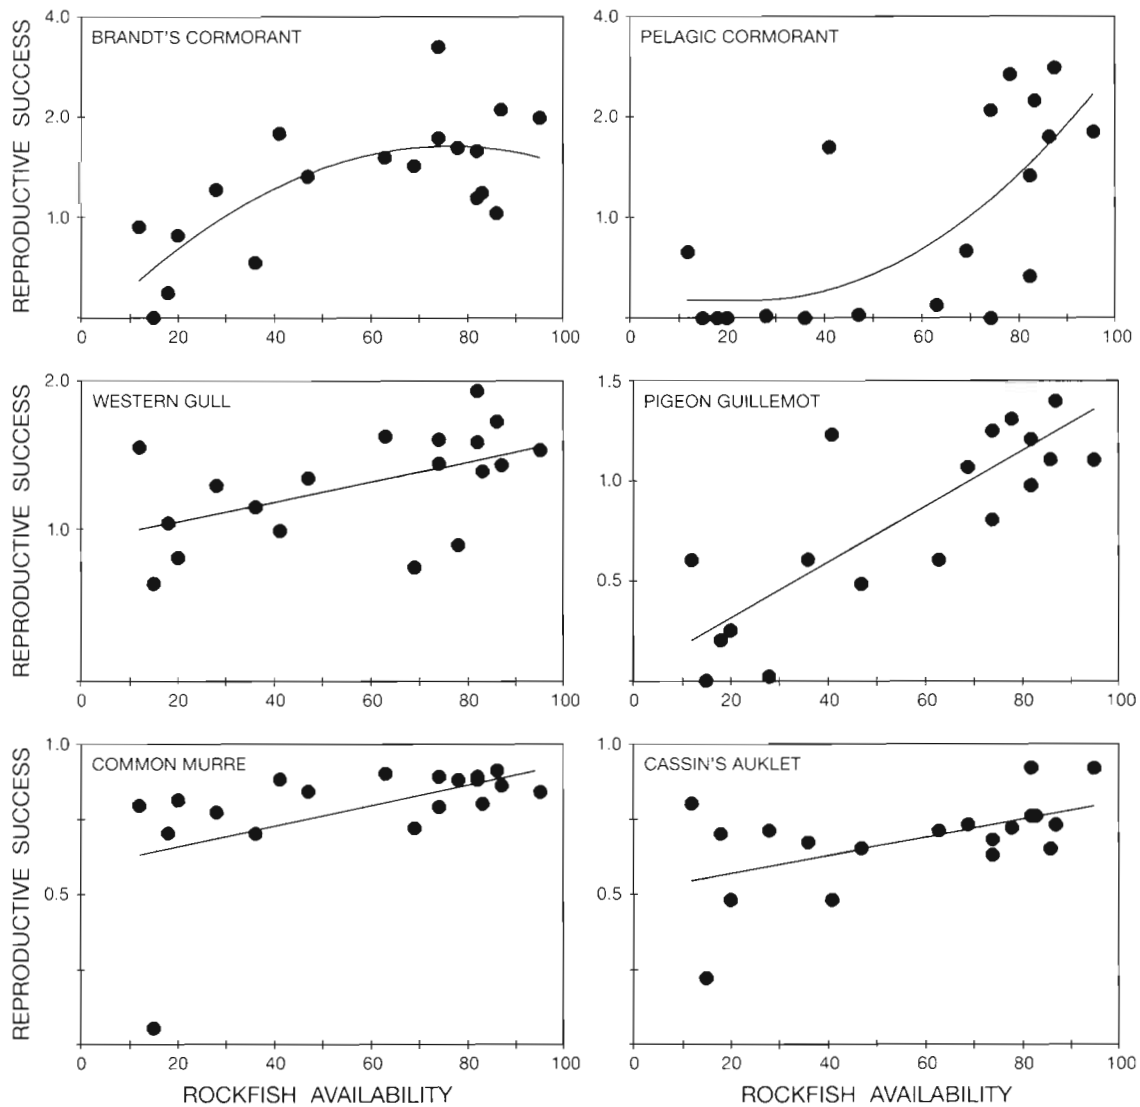 4.0
BRANDT'S CORMORANT
2.0
1.0
REPRODUCTIVE SUCCESS
0 20 40 60 80 100
4.0
PELAGIC CORMORANT
2.0
1.0
0 20 40 60 80 100
2.0
WESTERN GULL
1.0
REPRODUCTIVE SUCCESS
0 20 40 60 80 100
1.5
PIGEON GUILLEMOT
1.0
0.5
0 20 40 60 80 100
1.0
COMMON MURRE
0.5
REPRODUCTIVE SUCCESS
0 20 40 60 80 100
ROCKFISH AVAILABILITY
1.0
CASSIN'S AUKLET
0.5
0 20 40 60 80 100
ROCKFISH AVAILABILITY